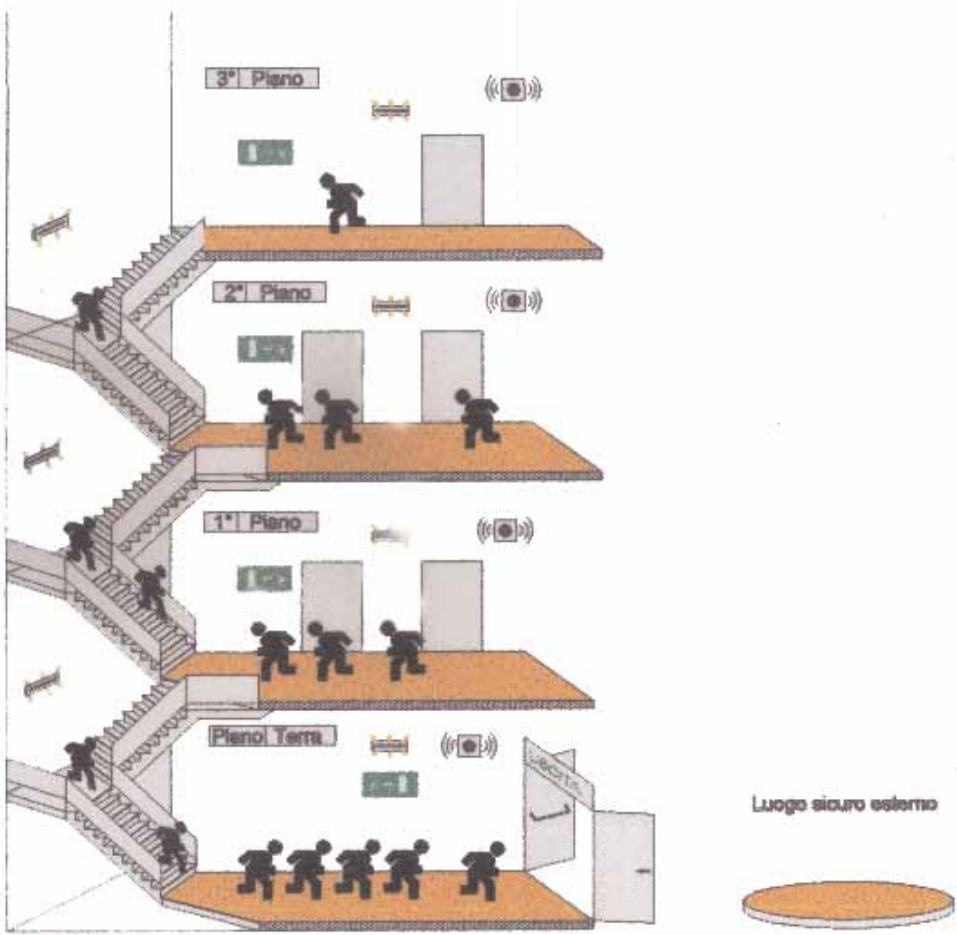 3° Piano
2° Piano
1° Piano
Piano Terra
USCITA
Luogo sicuro esterno